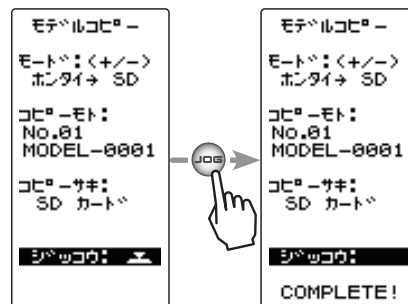 モデルコピー
モード:(+/-)
ホンタイ→ SD
コピーモト:
No.01
MODEL-0001
コピーサキ:
SD カード
ジッコウ:
JOG
モデルコピー
モード:(+/-)
ホンタイ→ SD
コピーモト:
No.01
MODEL-0001
コピーサキ:
SD カード
ジッコウ:
COMPLETE!